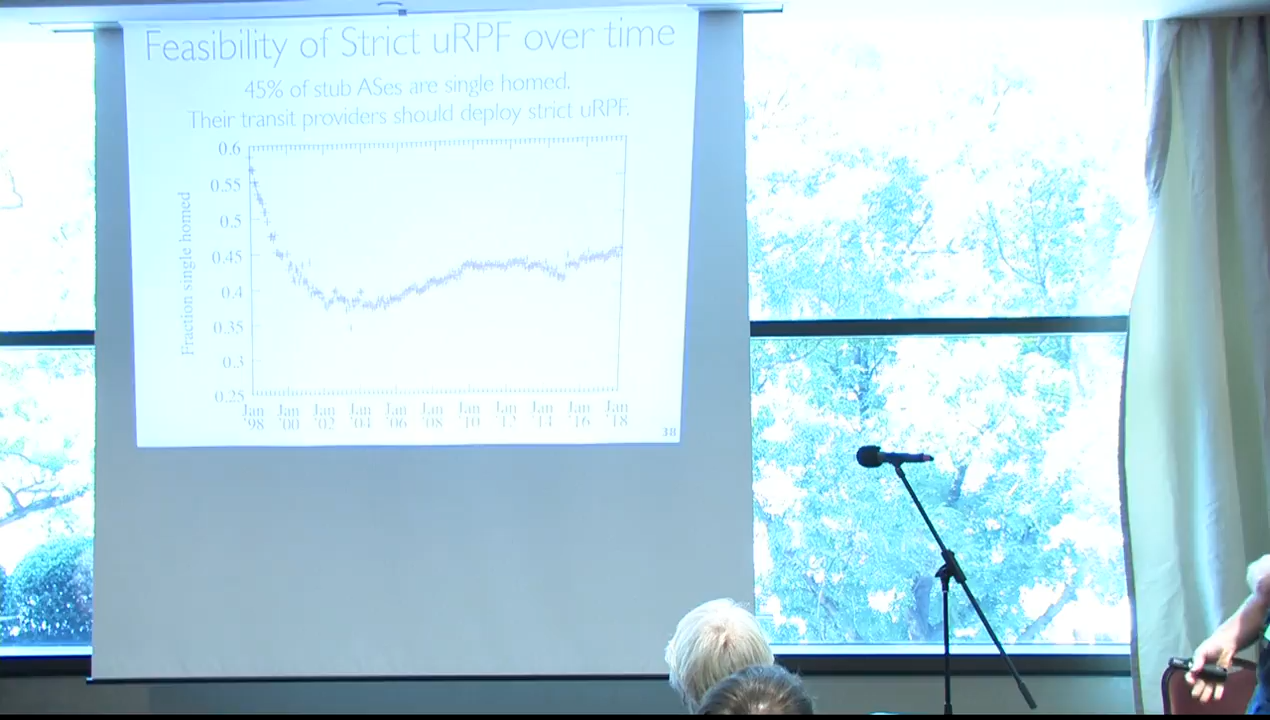 Feasibility of Strict uRPF over time
45% of stub ASes are single homed.
Their transit providers should deploy strict uRPF.
0.6
0.55
0.5
0.45
0.4
0.35
0.3
0.25
Fraction single homed
Jan Jan Jan Jan Jan Jan Jan Jan Jan Jan Jan
'98 '00 '02 '04 '06 '08 '10 '12 '14 '16 '18
38